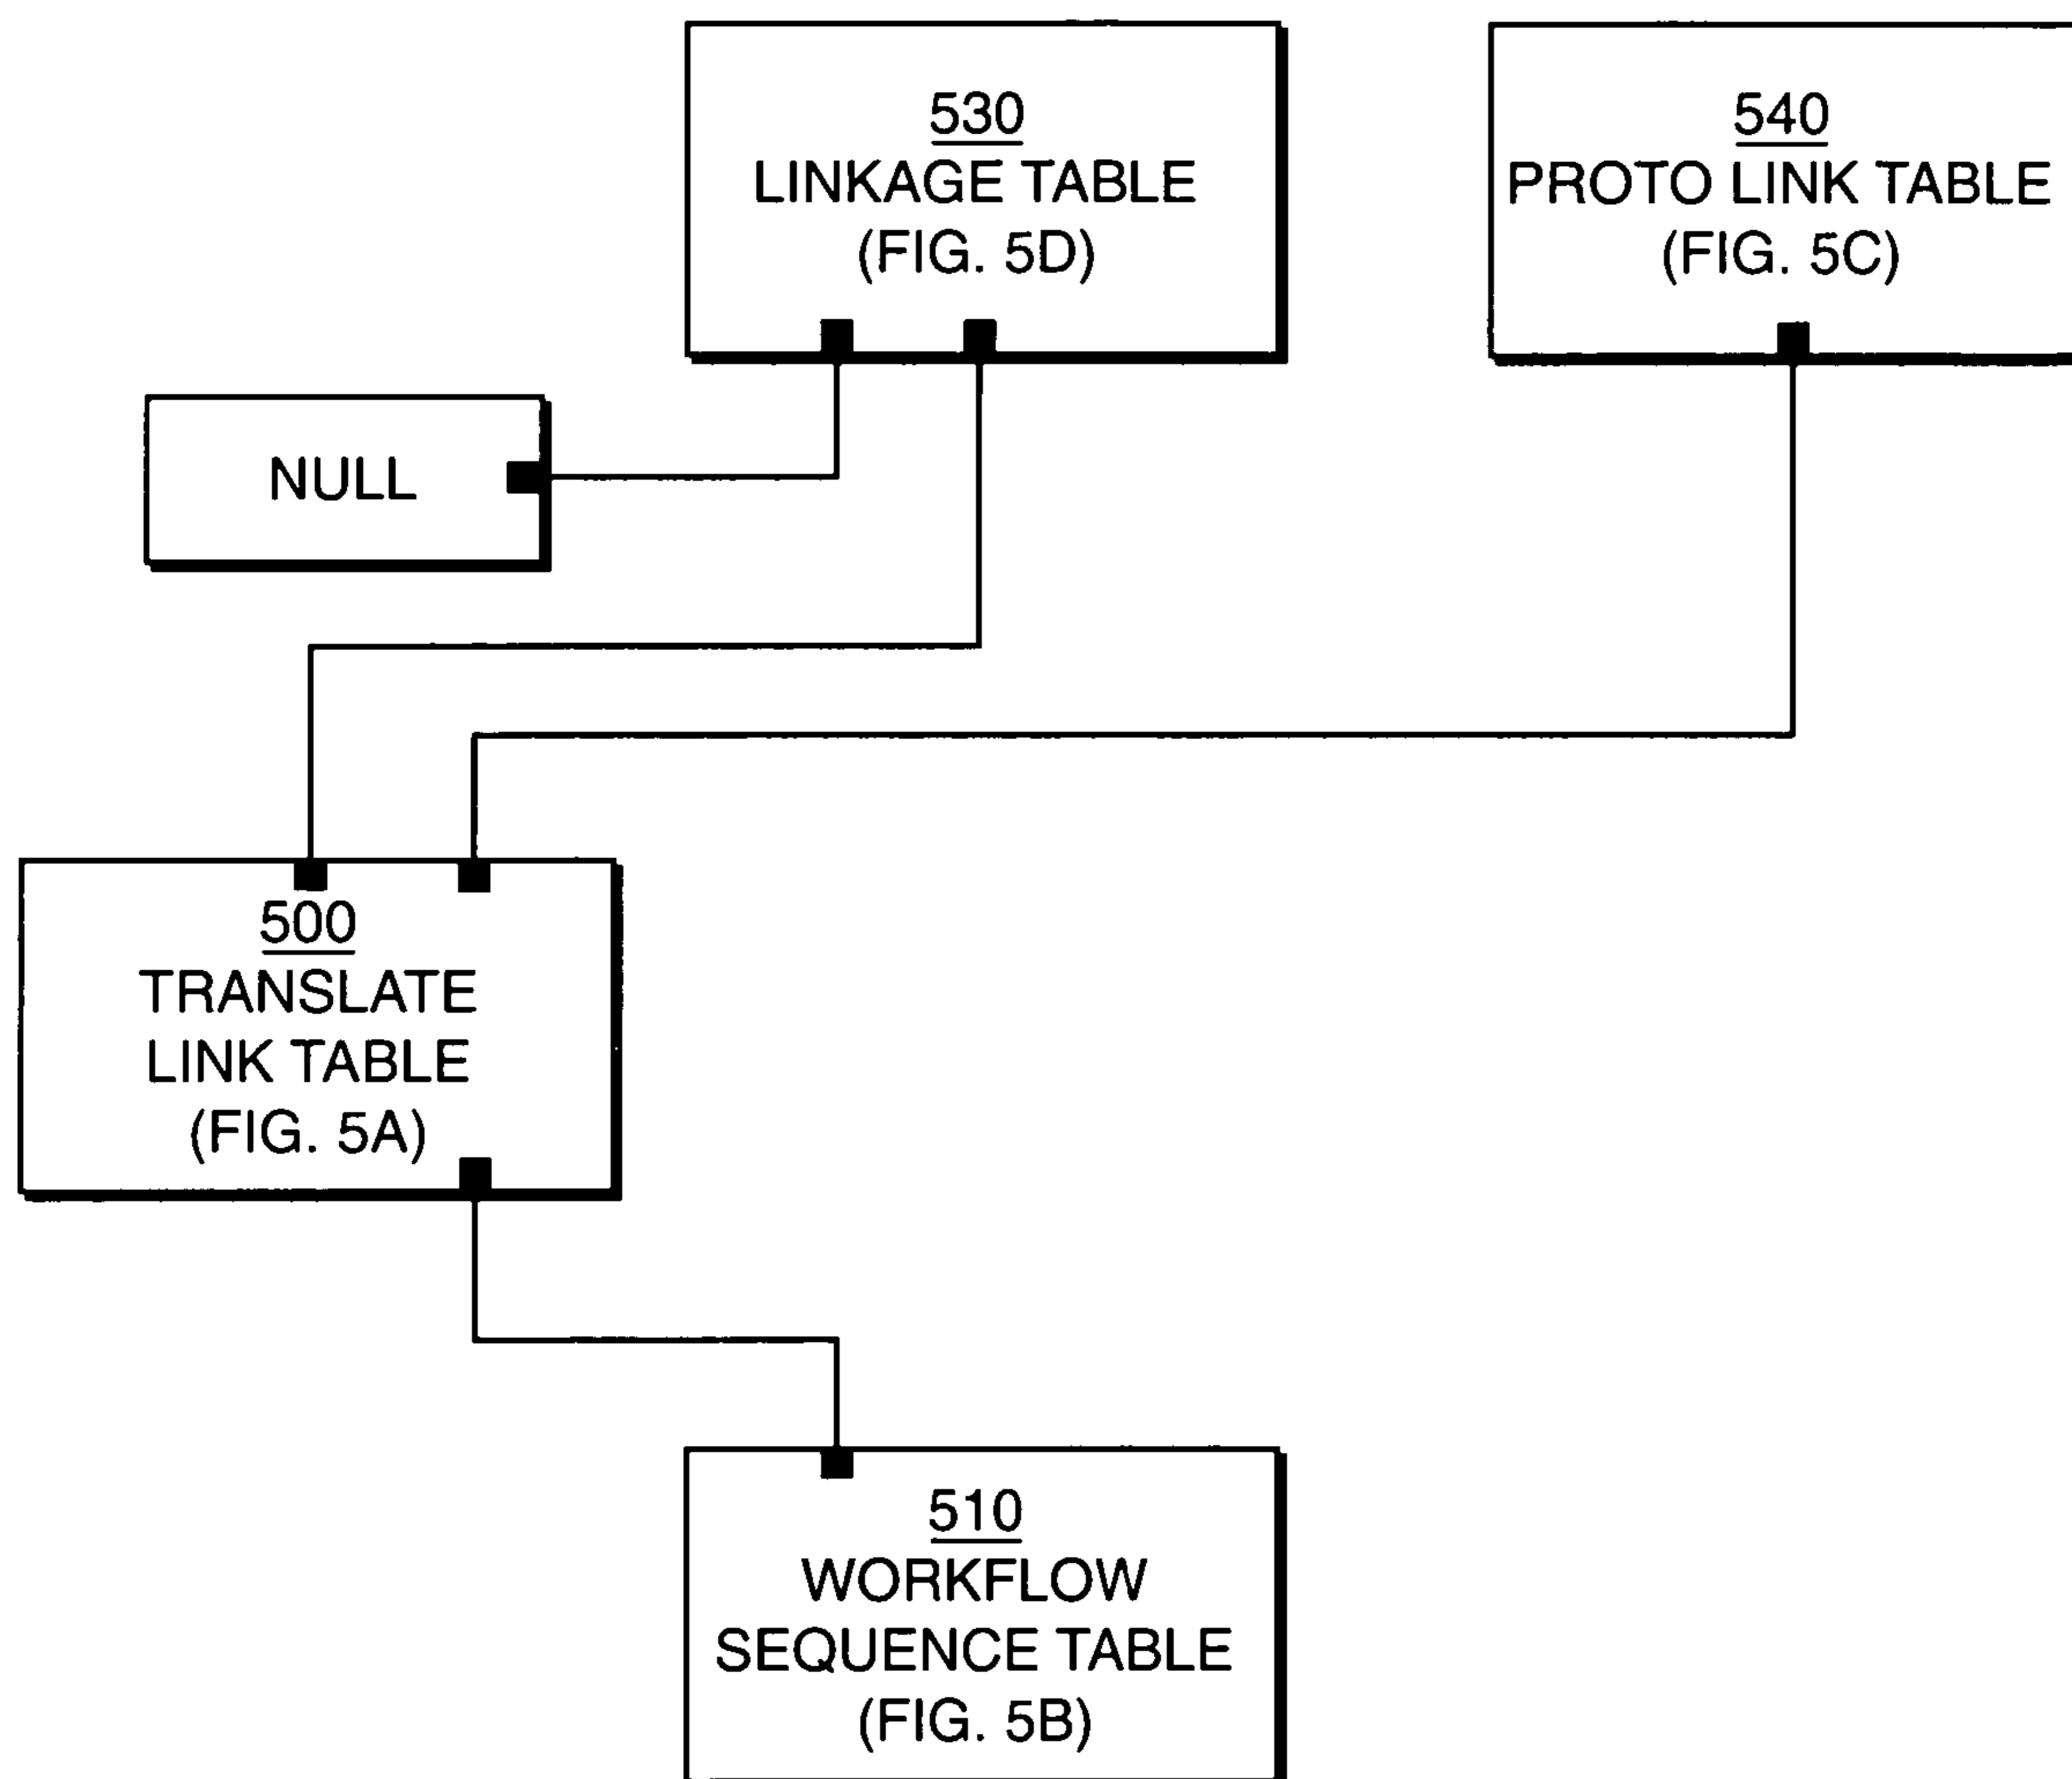 530
LINKAGE TABLE
(FIG. 5D)
540
PROTO LINK TABLE
(FIG. 5C)
NULL
500
TRANSLATE
LINK TABLE
(FIG. 5A)
510
WORKFLOW
SEQUENCE TABLE
(FIG. 5B)